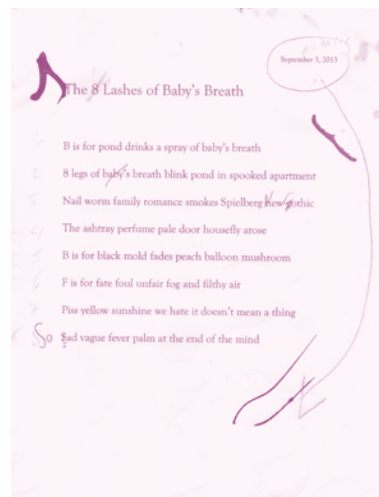 September 3, 2013
The 8 Lashes of Baby's Breath
B is for pond drinks a spray of baby's breath
8 legs of baby's breath blink pond in spooked apartment
Nail worm family romance smokes Spielberg New Gothic
The ashtray perfume pale door housefly arose
B is for black mold fades peach balloon mushroom
F is for fate foul unfair fog and filthy air
Piss yellow sunshine we hate it doesn't mean a thing
So Sad vague fever palm at the end of the mind